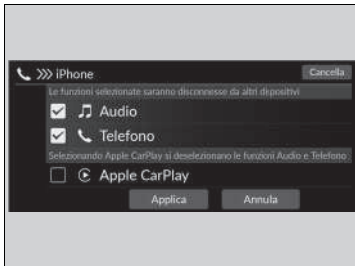 >>> iPhone
Cancella
Le funzioni selezionate saranno disconnesse da altri dispositivi
Audio
Telefono
Selezionando Apple CarPlay si deselezionano le funzioni Audio e Telefono
Apple CarPlay
Applica
Annula